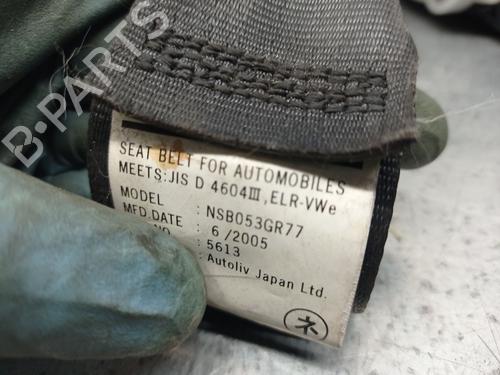 B-PARTS
SEAT BELT FOR AUTOMOBILES
MEETS:JIS D 4604Ⅲ,ELR-VWe
MODEL : NSB053GR77
MFD.DATE : 6/2005
NO. : 5613
: Autoliv Japan Ltd.
ネ